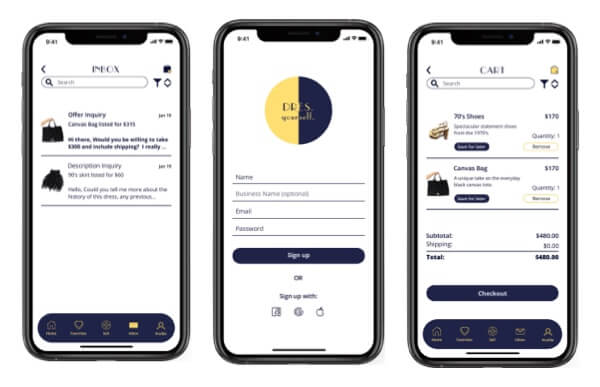 9:41
INBOX
Search
Offer Inquiry
Jan 19
Canvas Bag listed for $315
Hi there, Would you be willing to take
$300 and include shipping? I really ...
Description Inquiry
Jan 19
90's skirt listed for $60
Hello, Could you tell me more about the
history of this dress, any previous...
Home
Favorites
Sell
Inbox
Profile
9:41
DRES.
yourself.
Name
Business Name (optional)
Email
Password
Sign up
OR
Sign up with:
9:41
CART
Search
70's Shoes
$170
Spectacular statement shoes
from the 1970's
Quantity: 1
Save for later
Remove
Canvas Bag
$170
A unique take on the everyday
black canvas tote.
Quantity: 1
Save for later
Remove
Subtotal:
$480.00
Shipping:
$0.00
Total:
$480.00
Checkout
Home
Favorites
Sell
Inbox
Profile